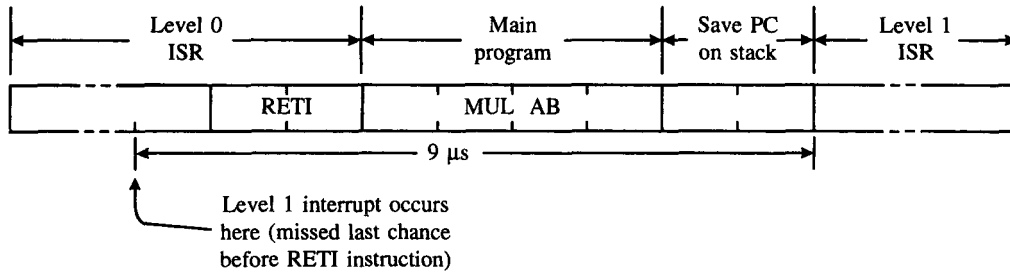 Level 0
ISR
Main
program
Save PC
on stack
Level 1
ISR
RETI
MUL AB
9 μs
Level 1 interrupt occurs
here (missed last chance
before RETI instruction)